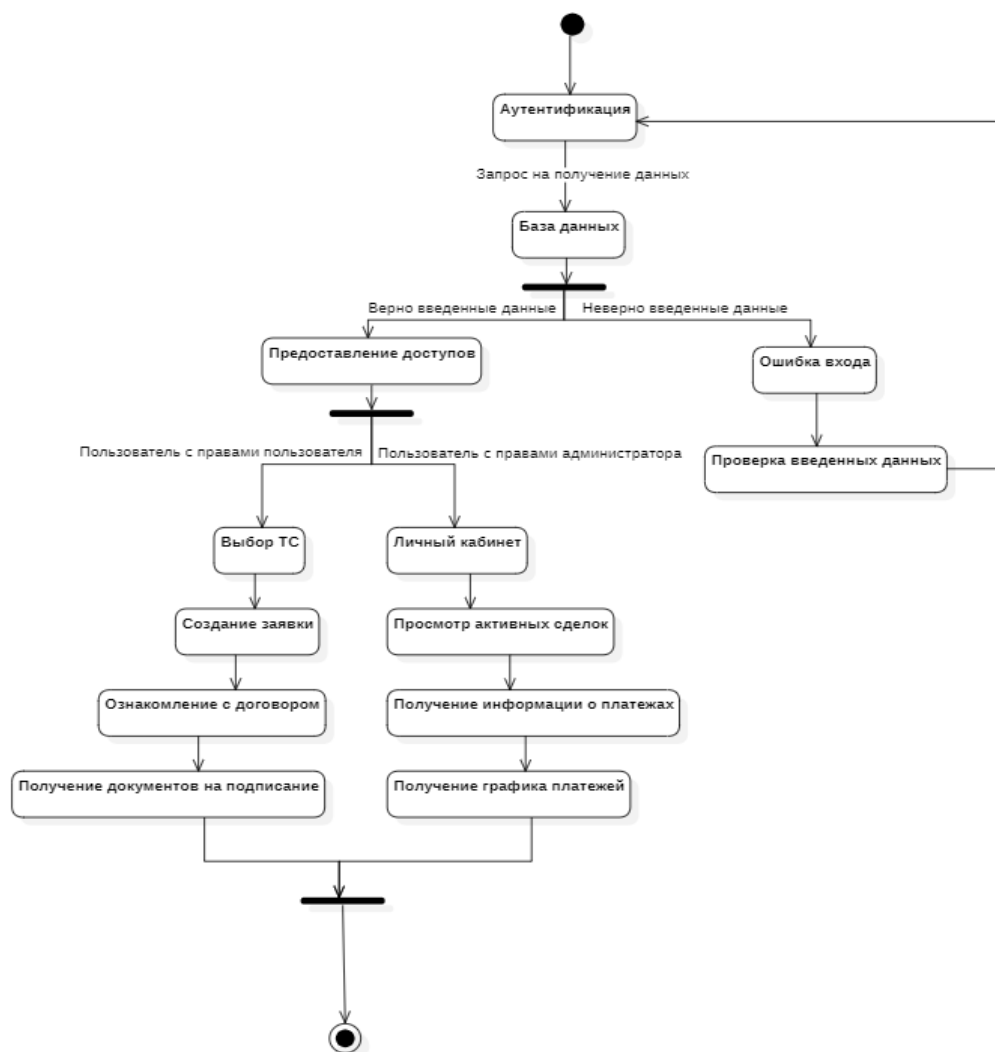 Аутентификация
Запрос на получение данных
База данных
Верно введенные данные
Неверно введенные данные
Предоставление доступов
Ошибка входа
Пользователь с правами пользователя
Пользователь с правами администратора
Проверка введенных данных
Выбор ТС
Личный кабинет
Создание заявки
Просмотр активных сделок
Ознакомление с договором
Получение информации о платежах
Получение документов на подписание
Получение графика платежей